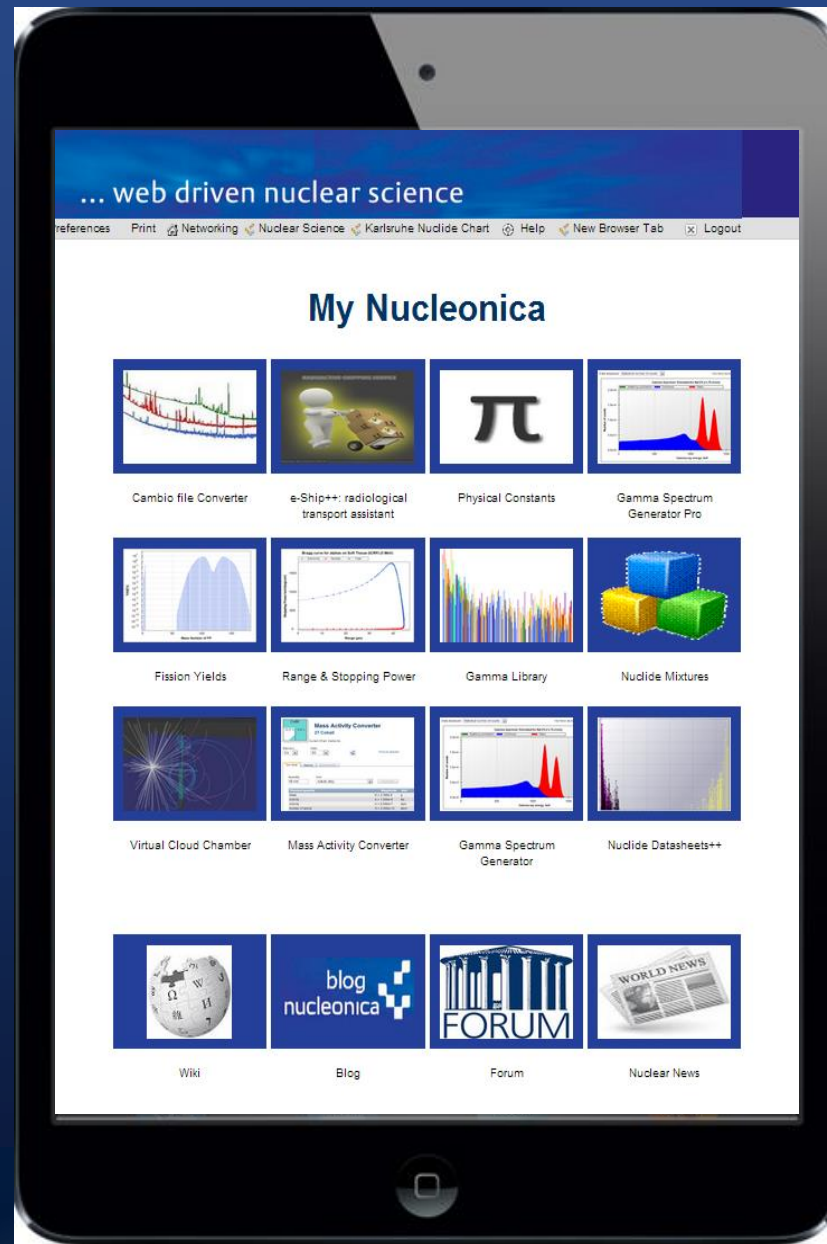 ... web driven nuclear science
references Print Networking Nuclear Science Karlsruhe Nuclide Chart Help New Browser Tab Logout
My Nucleonica
Cambio file Converter
e-Ship++: radiological
transport assistant
Physical Constants
Gamma Spectrum
Generator Pro
Fission Yields
Range & Stopping Power
Gamma Library
Nuclide Mixtures
Mass Activity Converter
Virtual Cloud Chamber
Mass Activity Converter
Gamma Spectrum
Generator
Nuclide Datasheets++
blog
nucleonica
FORUM
WORLD NEWS
Wiki
Blog
Forum
Nuclear News